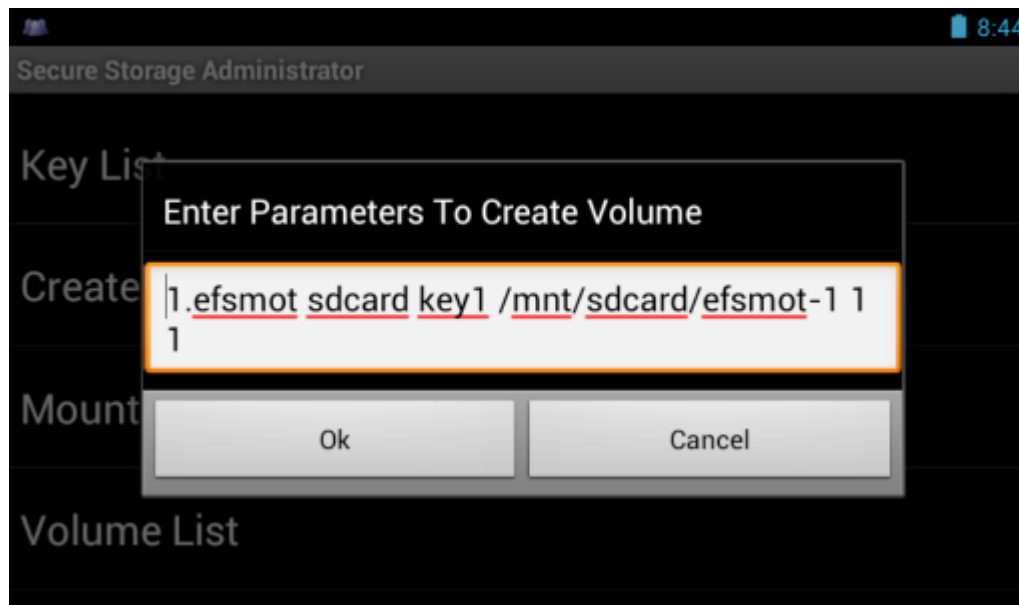 8:44
Secure Storage Administrator
Key List
Enter Parameters To Create Volume
Create
1.efsmot sdcard key1 /mnt/sdcard/efsmot-1 1
1
Mount
Ok
Cancel
Volume List